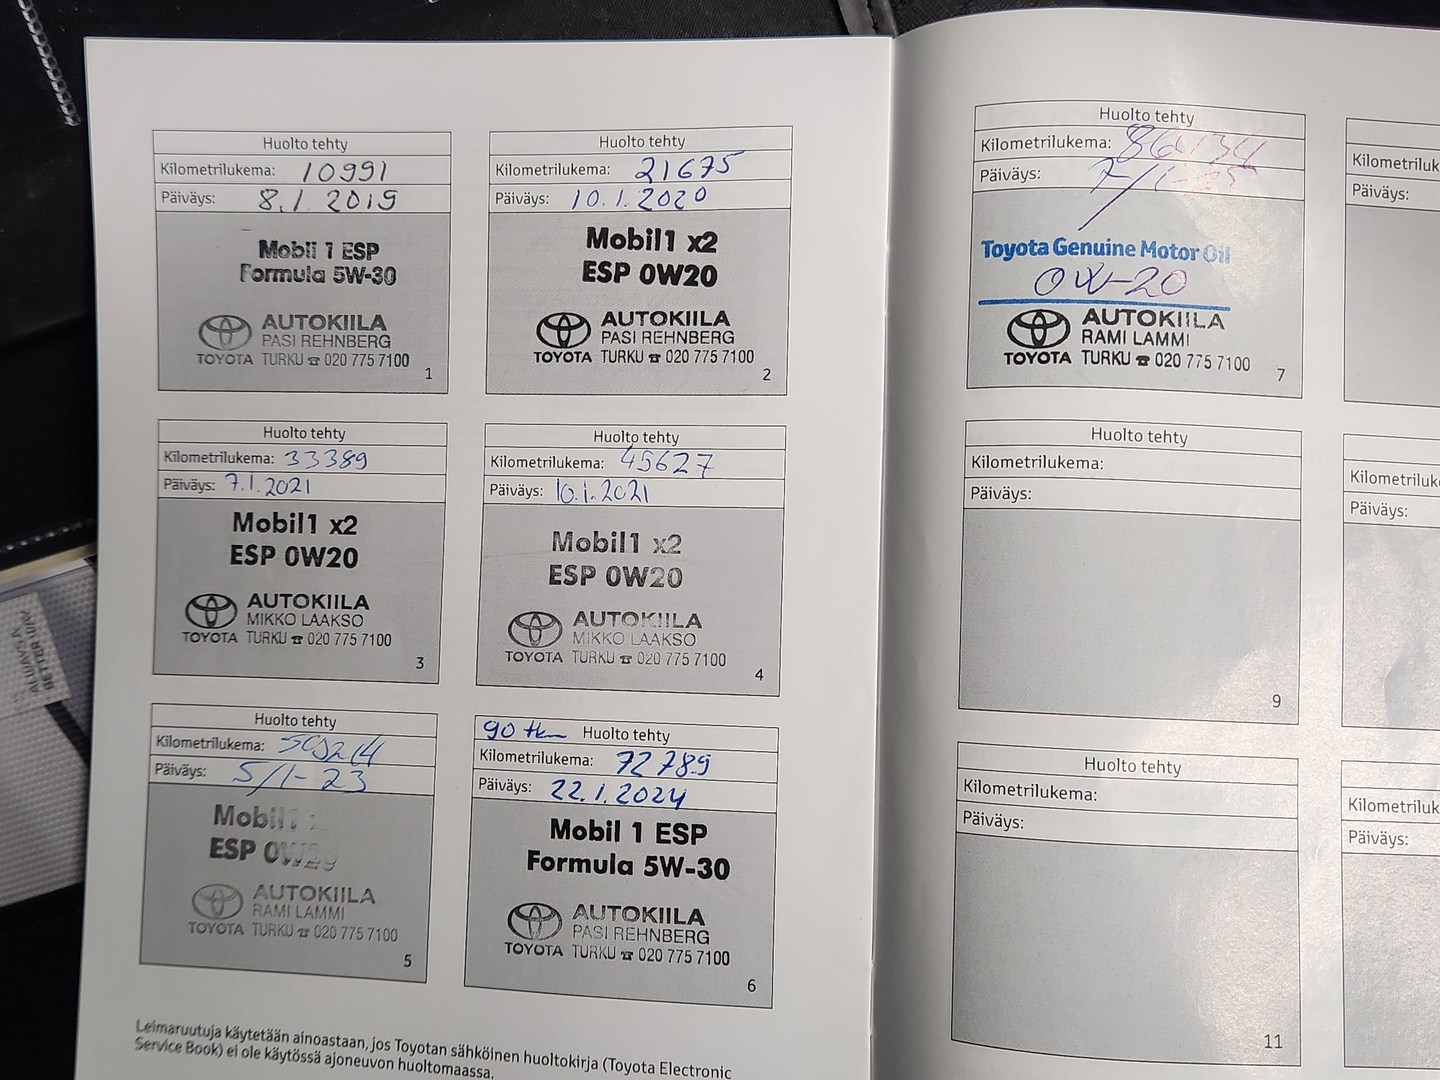 Huolto tehty
Kilometrilukema: 10991
Päiväys: 8.1.2019
Mobil 1 ESP
Formula 5W-30
AUTOKIILA
PASI REHNBERG
TOYOTA TURKU ☎ 020 775 7100
1
Huolto tehty
Kilometrilukema: 21675
Päiväys: 10.1.2020
Mobil1 x2
ESP 0W20
AUTOKIILA
PASI REHNBERG
TOYOTA TURKU ☎ 020 775 7100
2
Huolto tehty
Kilometrilukema: 33389
Päiväys: 7.1.2021
Mobil1 x2
ESP 0W20
AUTOKIILA
MIKKO LAAKSO
TOYOTA TURKU ☎ 020 775 7100
3
Huolto tehty
Kilometrilukema: 45627
Päiväys: 10.1.2021
Mobil1 x2
ESP 0W20
AUTOKIILA
MIKKO LAAKSO
TOYOTA TURKU ☎ 020 775 7100
4
Huolto tehty
Kilometrilukema:
Päiväys: 5/1-23
Mobil1
ESP 0W20
AUTOKIILA
RAMI LAMMI
TOYOTA TURKU ☎ 020 775 7100
5
90 tkm Huolto tehty
Kilometrilukema: 72789
Päiväys: 22.1.2024
Mobil 1 ESP
Formula 5W-30
AUTOKIILA
PASI REHNBERG
TOYOTA TURKU ☎ 020 775 7100
6
Leimaruutuja käytetään ainoastaan, jos Toyotan sähköinen huoltokirja (Toyota Electronic
Service Book) ei ole käytössä ajoneuvon huoltomaassa.
Huolto tehty
Kilometrilukema:
Päiväys: 7/1-25
Toyota Genuine Motor Oil
0W-20
AUTOKIILA
RAMI LAMMI
TOYOTA TURKU ☎ 020 775 7100
7
Huolto tehty
Kilometrilukema:
Päiväys:
9
Huolto tehty
Kilometrilukema:
Päiväys:
11
Kilometriluk
Päiväys:
Kilometriluk
Päiväys:
Kilometriluk
Päiväys:
ALWAYS A
BETTER WAY